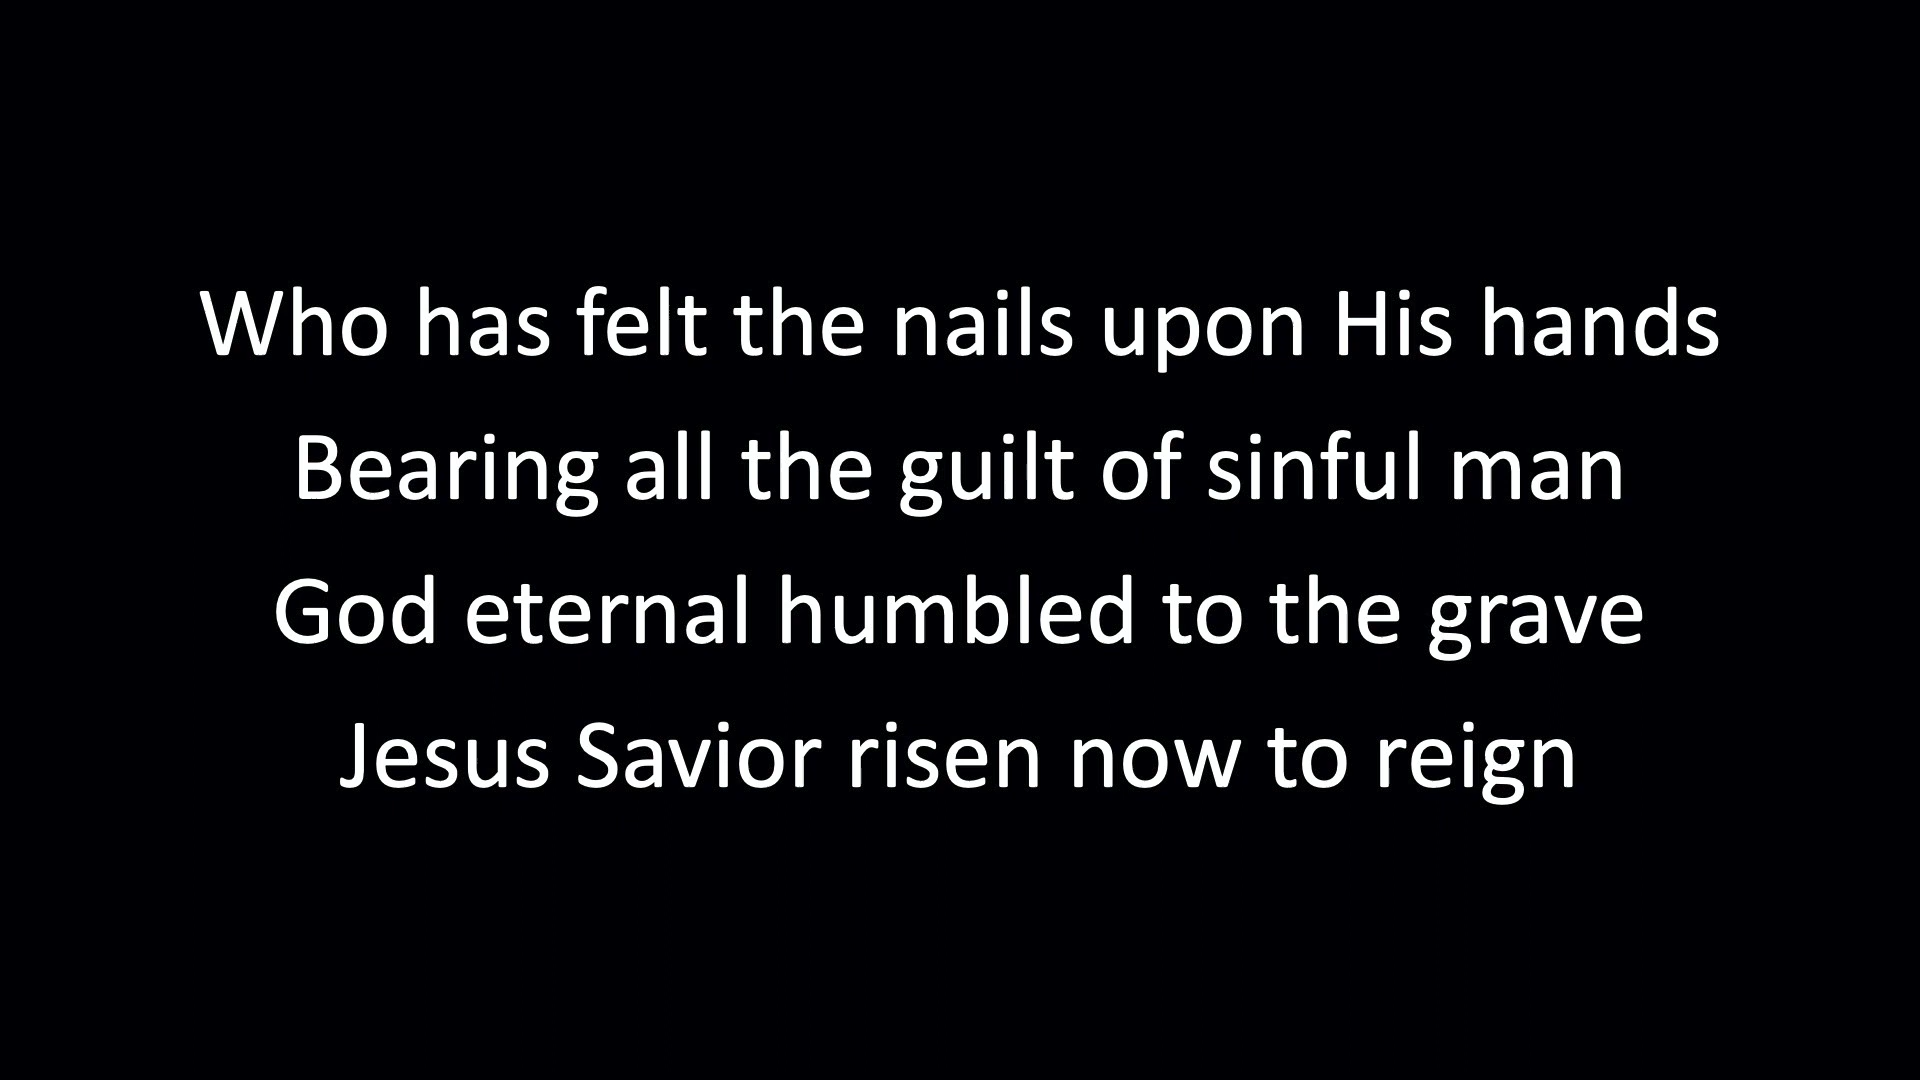 Who has felt the nails upon His hands
Bearing all the guilt of sinful man
God eternal humbled to the grave
Jesus Savior risen now to reign